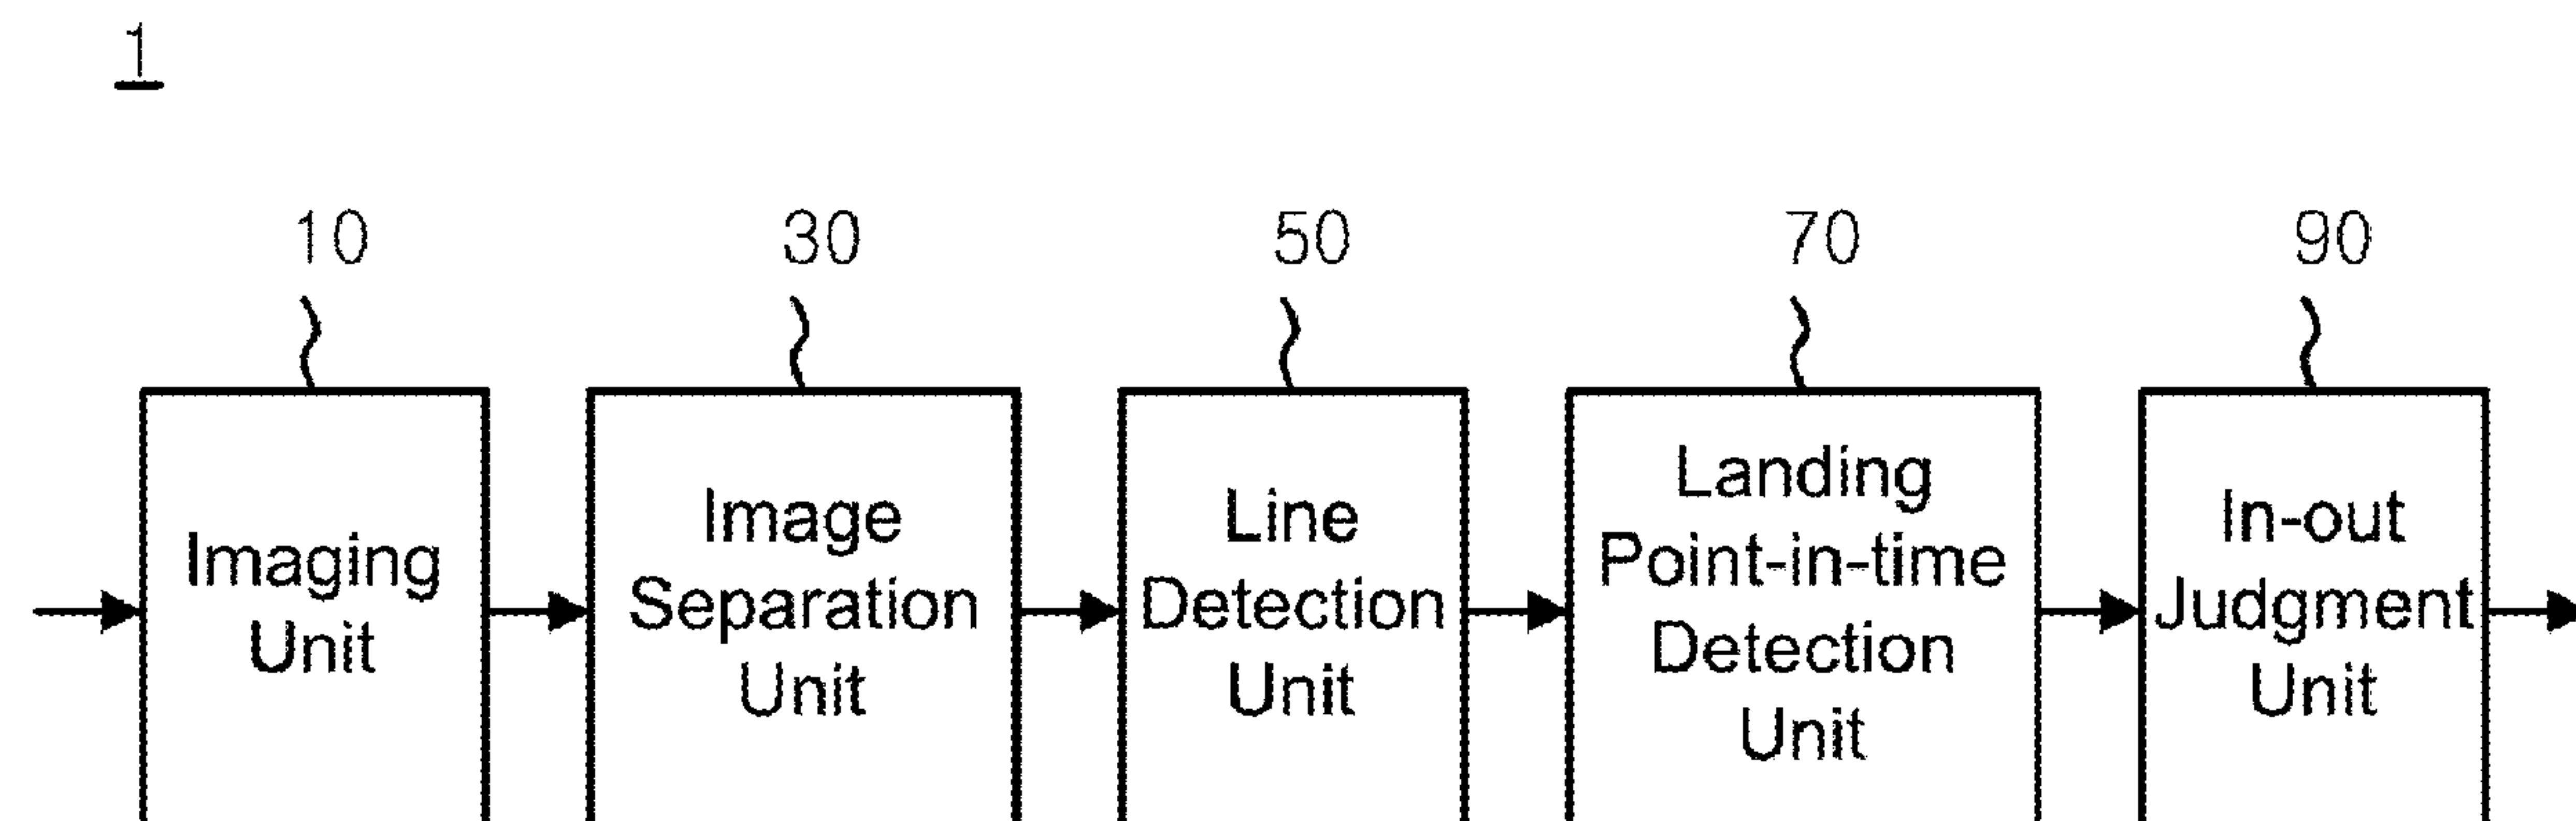 1
10
30
50
70
90
Imaging
Unit
Image
Separation
Unit
Line
Detection
Unit
Landing
Point-in-time
Detection
Unit
In-out
Judgment
Unit